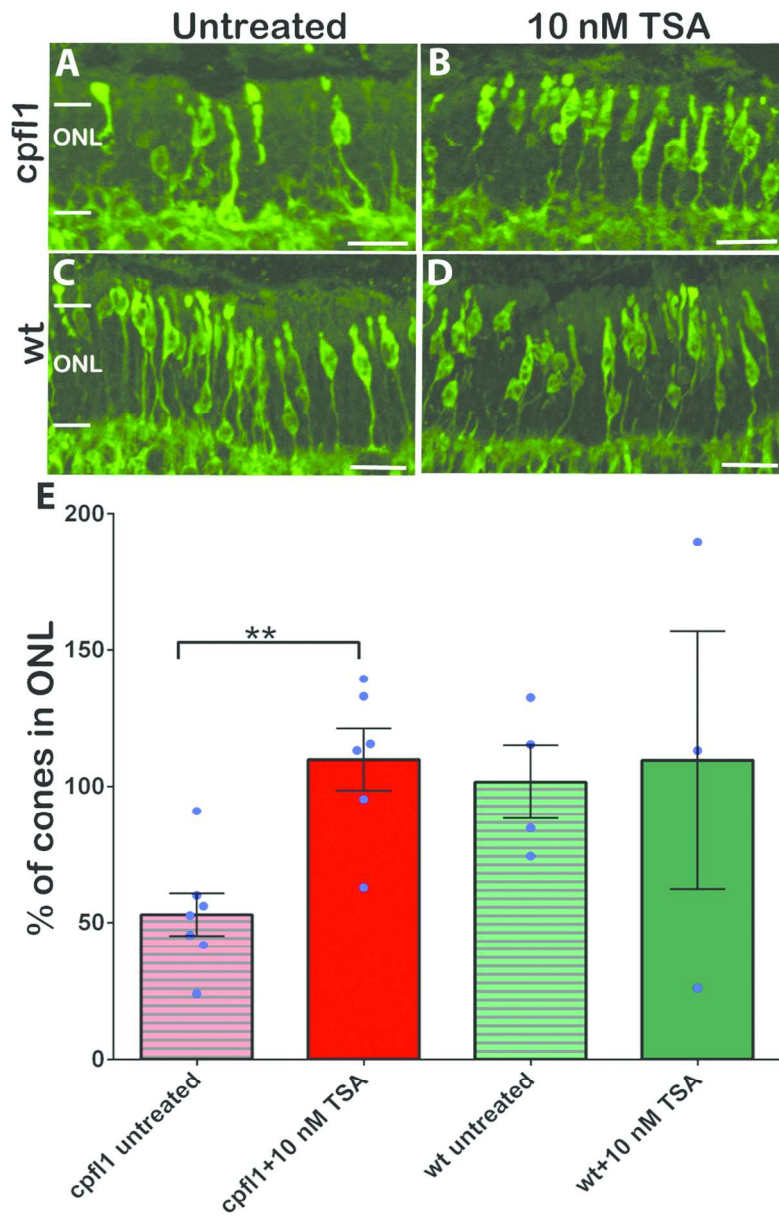 Untreated 10 nM TSA
A B
cpfl1
ONL
C D
wt
ONL
E
200
**
150
100
50
0
% of cones in ONL
cpfl1 untreated
cpfl1+10 nM TSA
wt untreated
wt+10 nM TSA